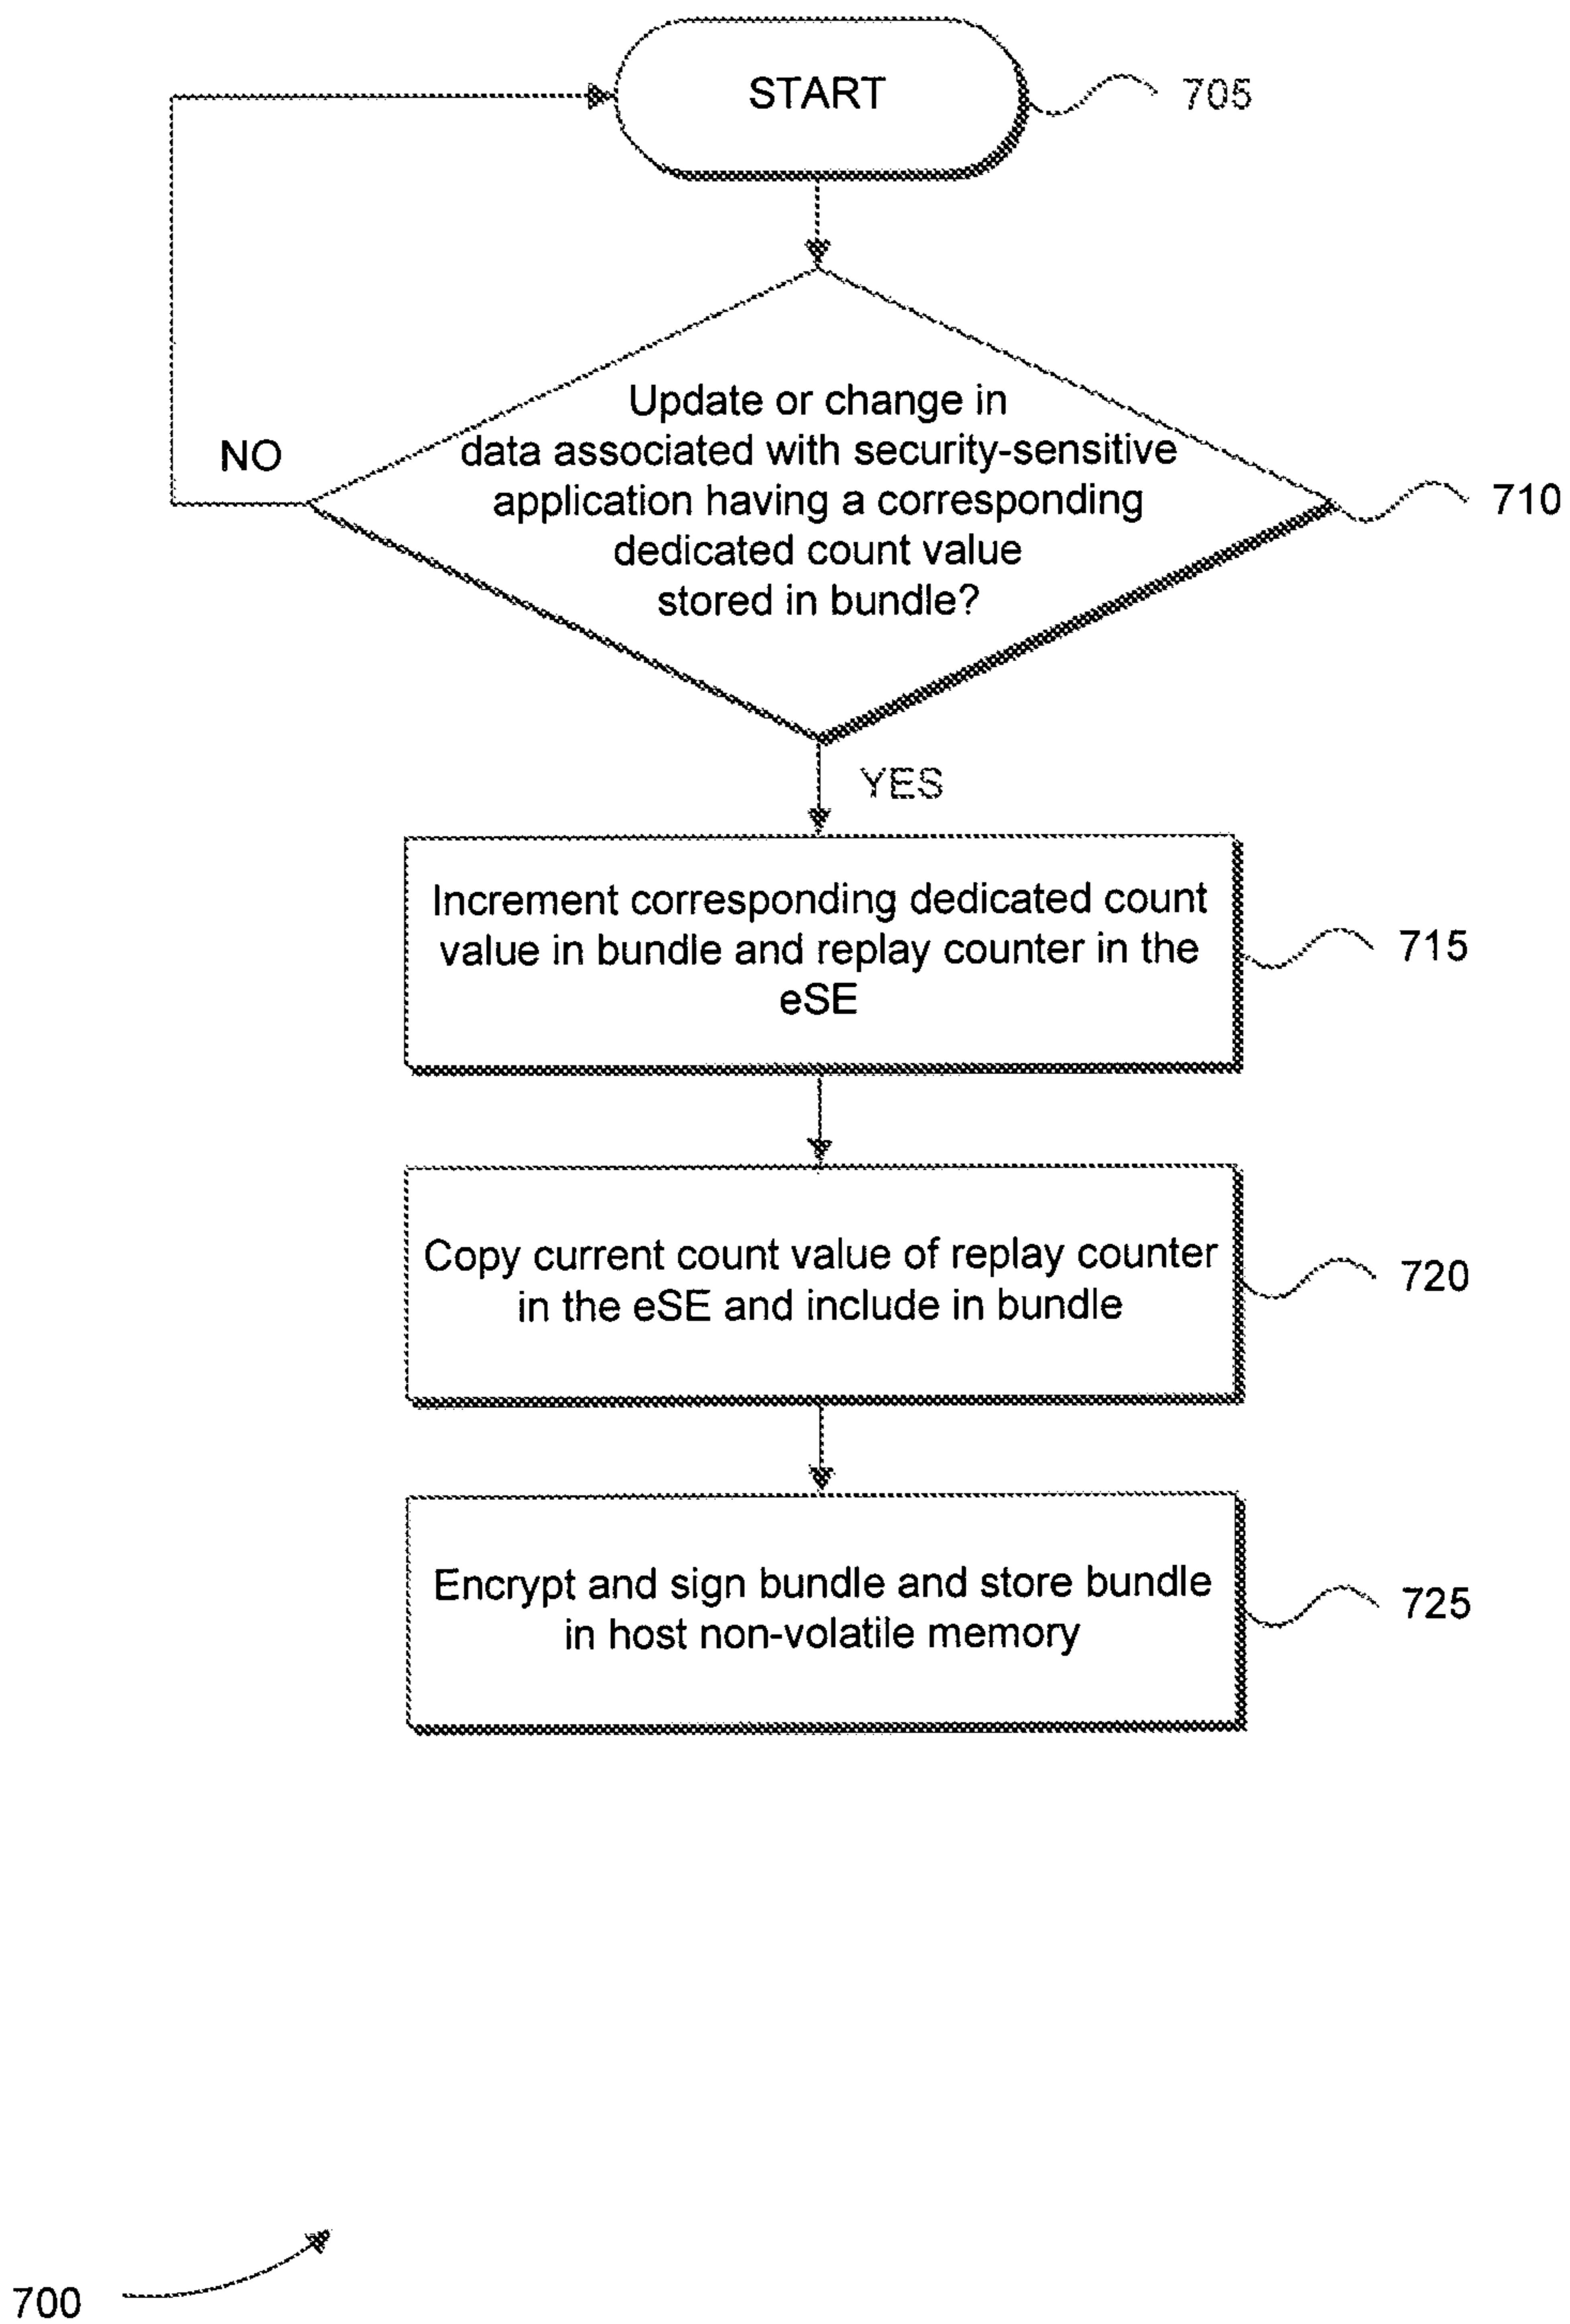 START
705
Update or change in
data associated with security-sensitive
application having a corresponding
dedicated count value
stored in bundle?
NO
710
YES
Increment corresponding dedicated count
value in bundle and replay counter in the
eSE
715
Copy current count value of replay counter
in the eSE and include in bundle
720
Encrypt and sign bundle and store bundle
in host non-volatile memory
725
700